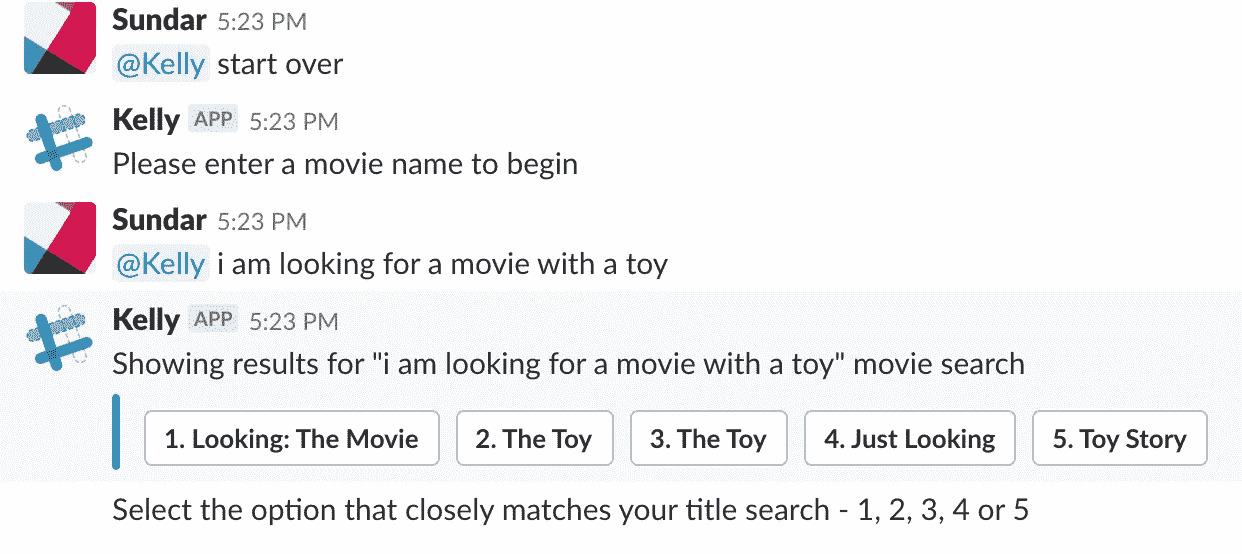 Sundar 5:23 PM
@Kelly start over
Kelly APP 5:23 PM
Please enter a movie name to begin
Sundar 5:23 PM
@Kelly i am looking for a movie with a toy
Kelly APP 5:23 PM
Showing results for "i am looking for a movie with a toy" movie search
1. Looking: The Movie 2. The Toy 3. The Toy 4. Just Looking 5. Toy Story
Select the option that closely matches your title search - 1, 2, 3, 4 or 5